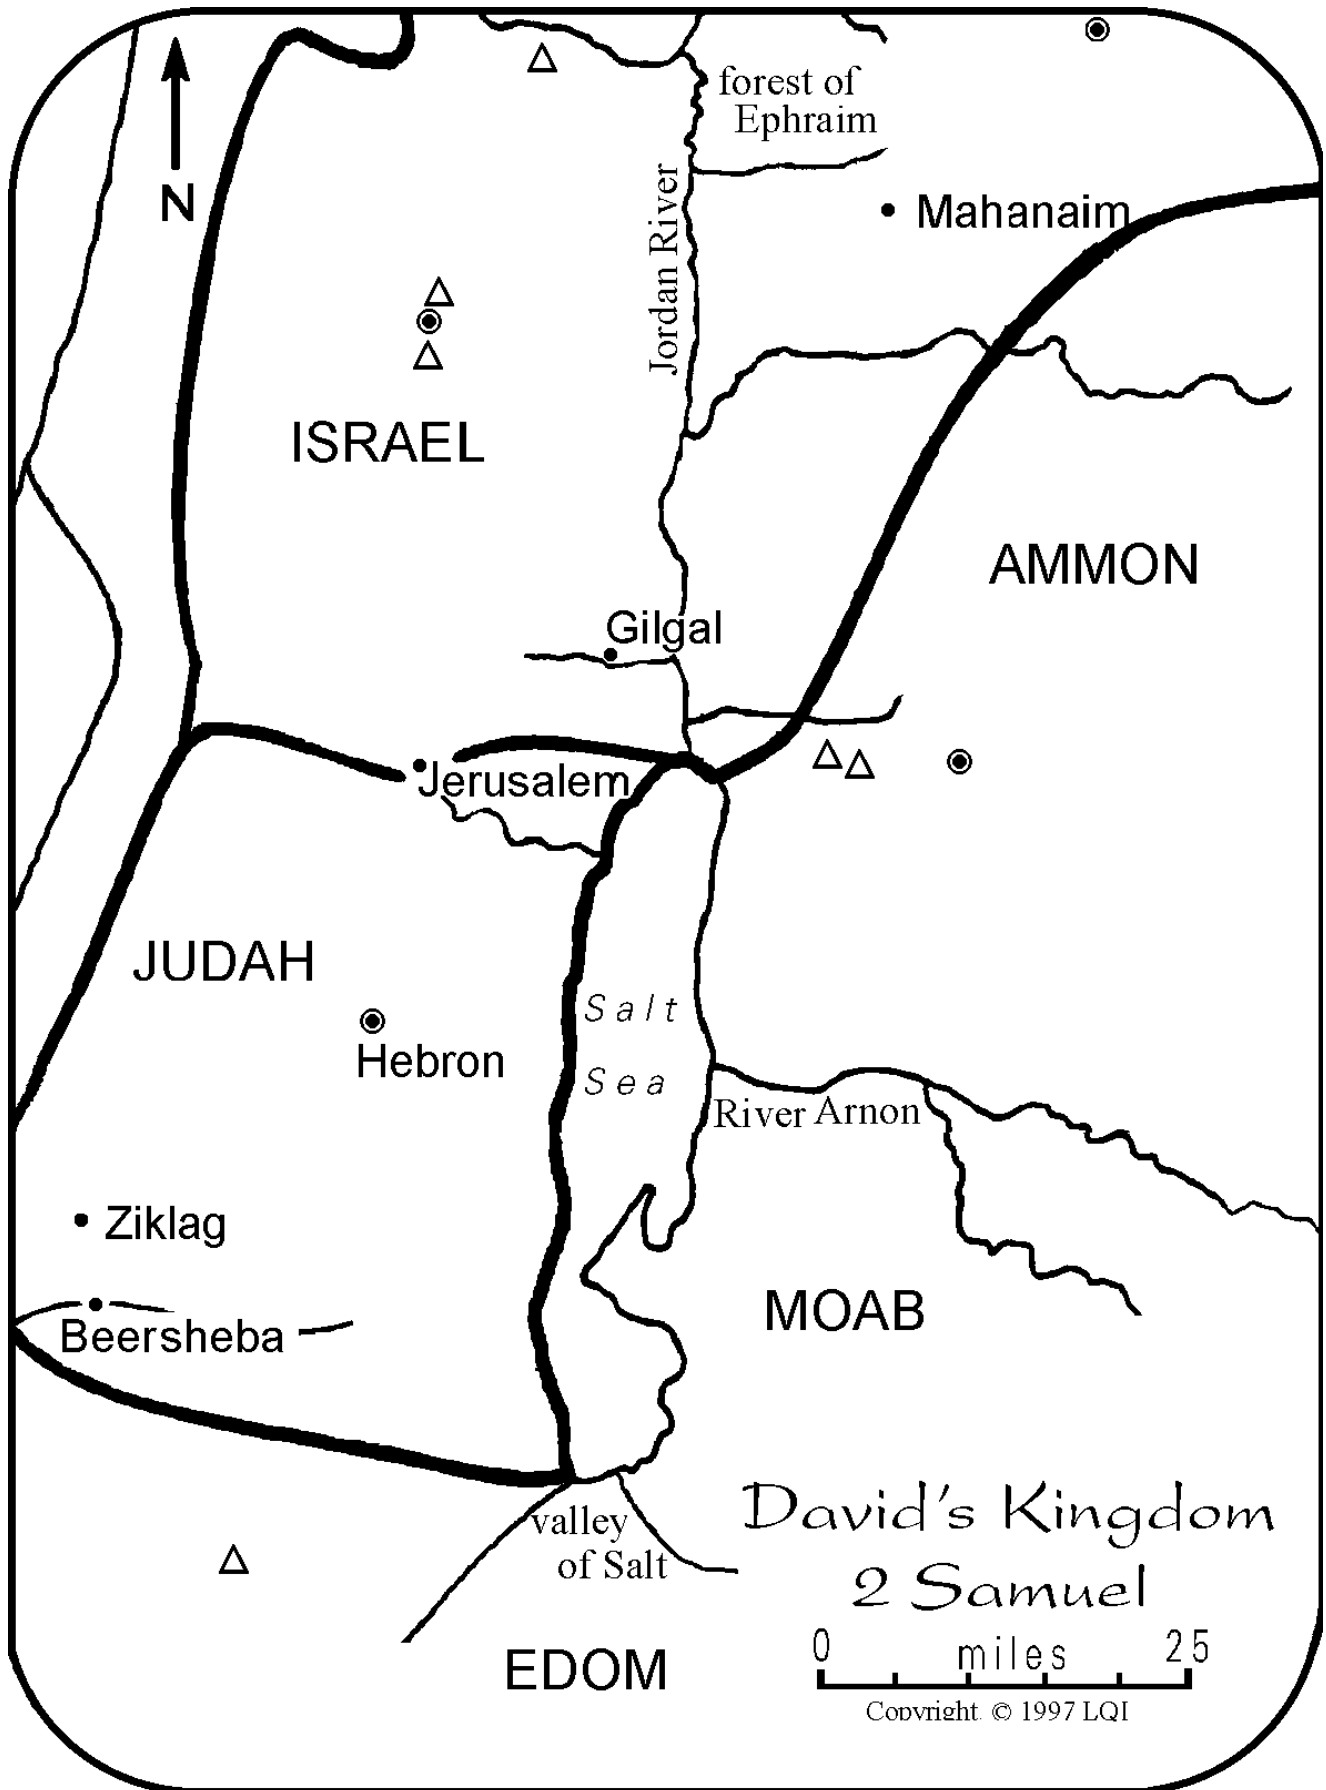 forest of
Ephraim
N
Jordan River
Mahanaim
ISRAEL
AMMON
Gilgal
Jerusalem
JUDAH
Salt
Sea
Hebron
River Arnon
Ziklag
MOAB
Beersheba
David's Kingdom
2 Samuel
valley
of Salt
0 miles 25
EDOM
Copyright © 1997 LQI